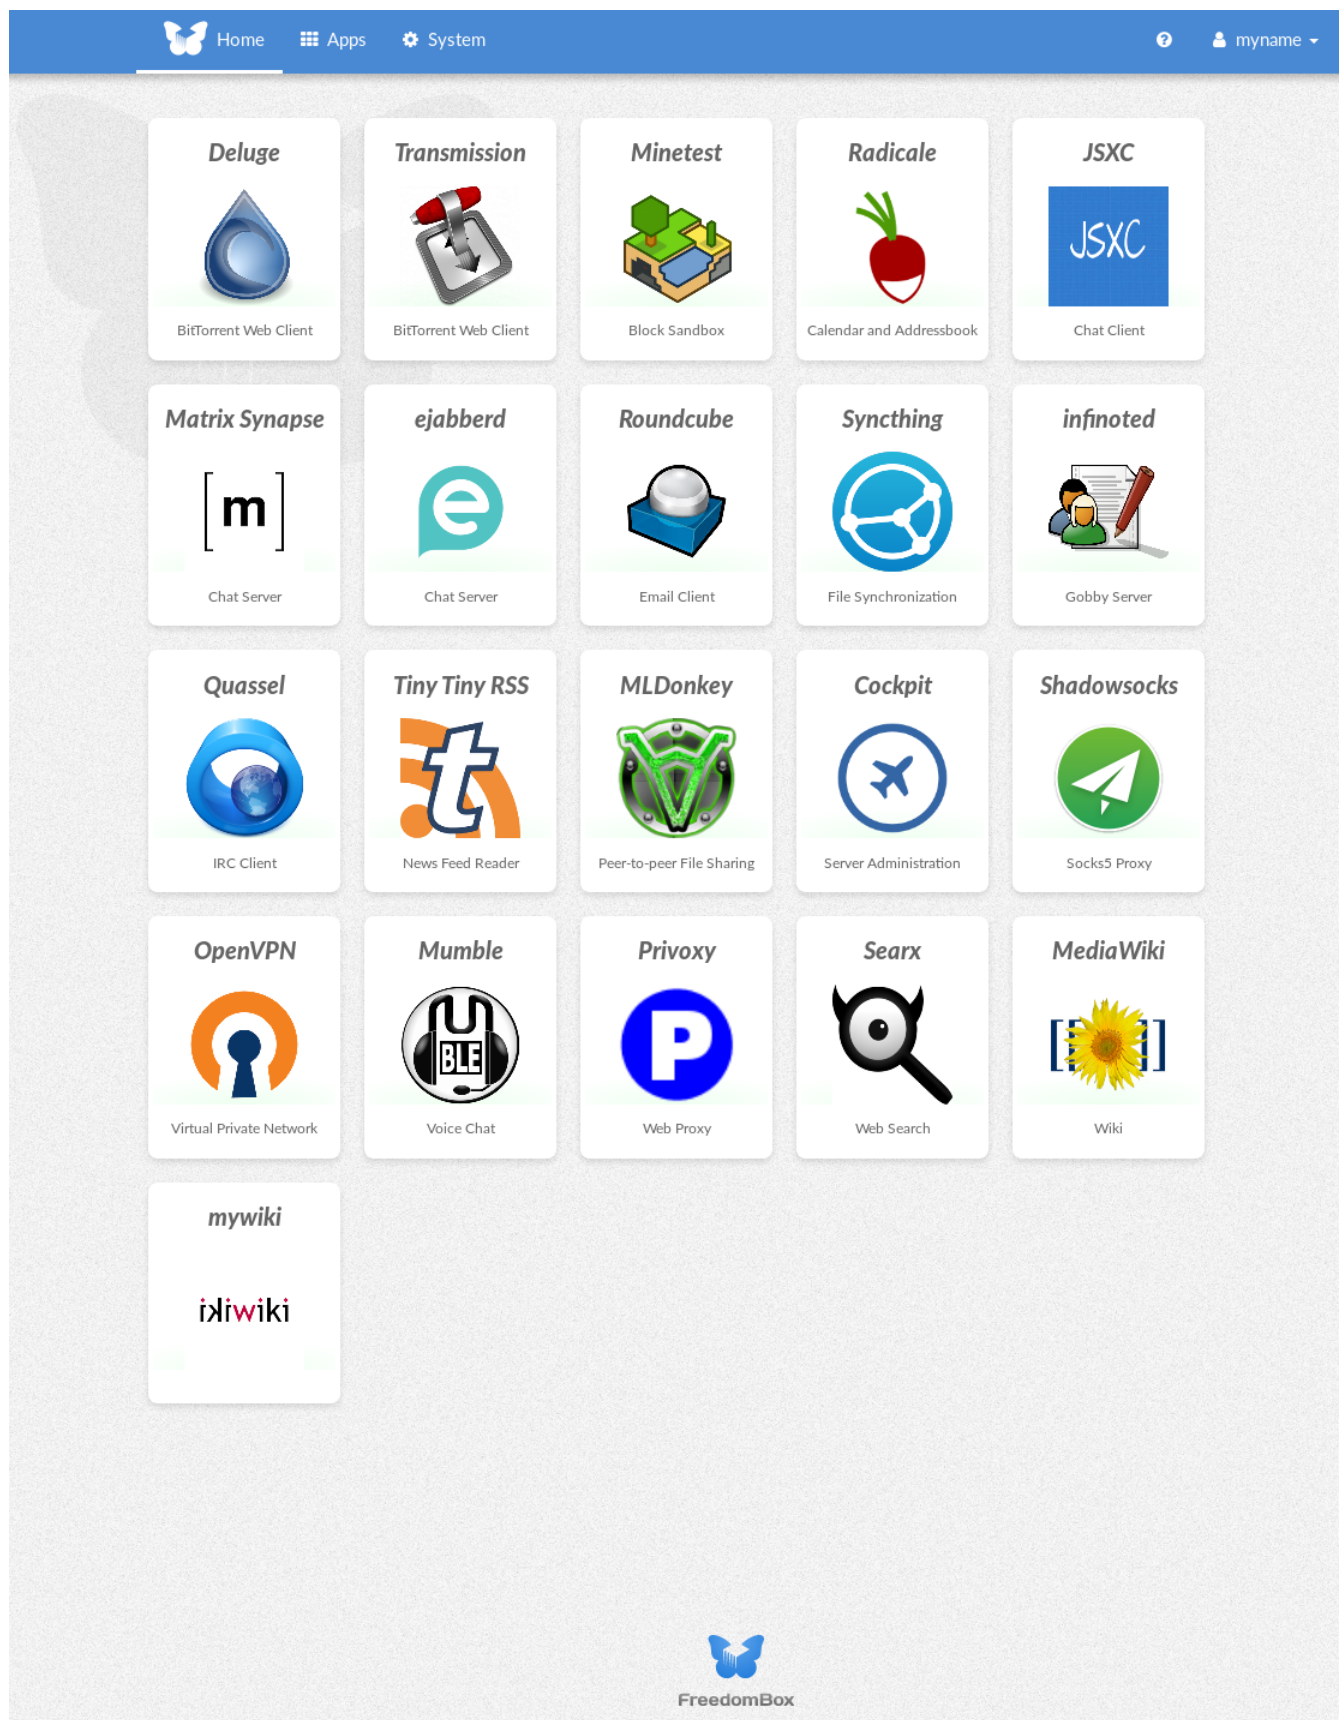 Home Apps System myname
Deluge Transmission Minetest Radicale JSXC
JSXC
BitTorrent Web Client BitTorrent Web Client Block Sandbox Calendar and Addressbook Chat Client
Matrix Synapse ejabberd Roundcube Syncthing infinoted
[m] e
Chat Server Chat Server Email Client File Synchronization Gobby Server
Quassel Tiny Tiny RSS MLDonkey Cockpit Shadowsocks
t
IRC Client News Feed Reader Peer-to-peer File Sharing Server Administration Socks5 Proxy
OpenVPN Mumble Privoxy Searx MediaWiki
BLE P [[ ]]
Virtual Private Network Voice Chat Web Proxy Web Search Wiki
mywiki
ikiwiki
FreedomBox